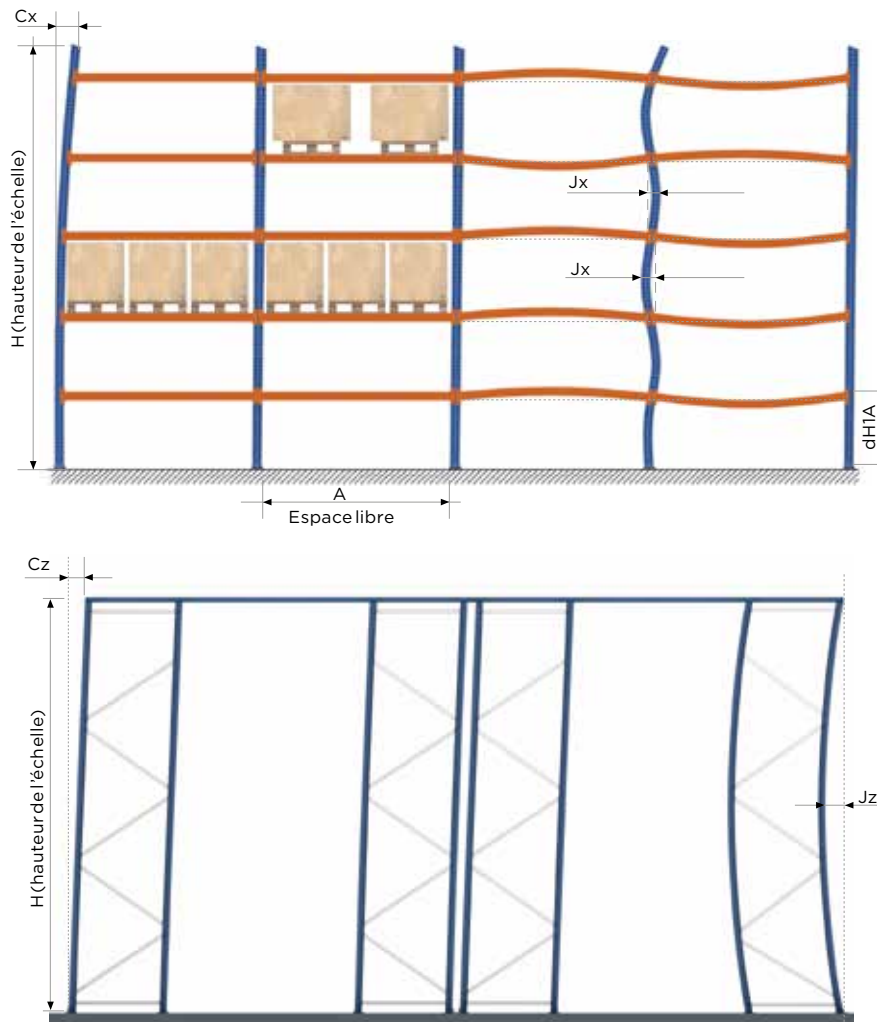 Cx
H (hauteur de l'échelle)
Jx
Jx
dH1A
A
Espace libre
Cz
H (hauteur de l'échelle)
Jz